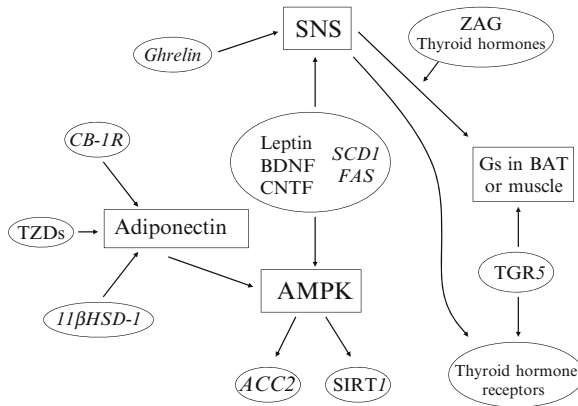 SNS
ZAG
Thyroid hormones
Ghrelin
CB-1R
Leptin
BDNF
CNTF
SCD1
FAS
Gs in BAT
or muscle
TZDs
Adiponectin
TGR5
11βHSD-1
AMPK
ACC2
SIRT1
Thyroid hormone
receptors